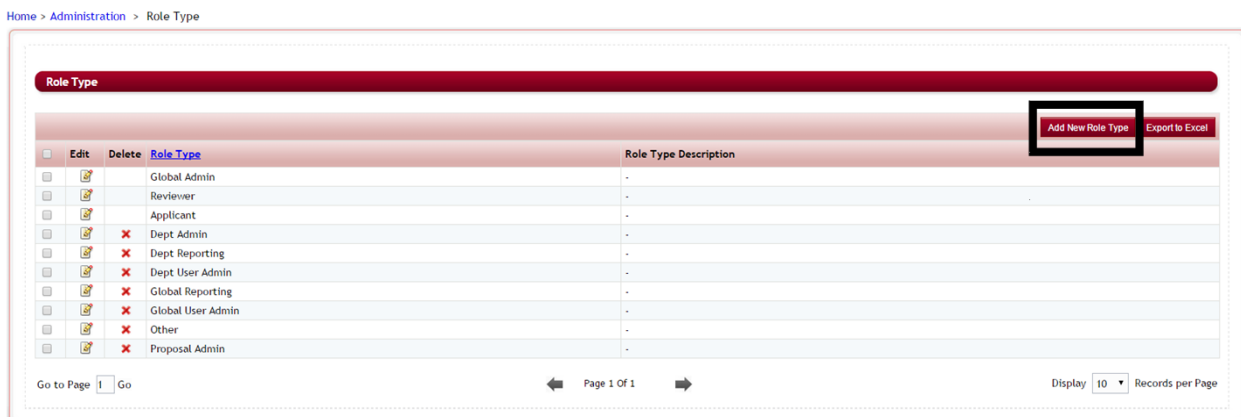 Home > Administration > Role Type
Role Type
Add New Role Type Export to Excel
Edit Delete Role Type Role Type Description
Global Admin -
Reviewer -
Applicant -
Dept Admin -
Dept Reporting -
Dept User Admin -
Global Reporting -
Global User Admin -
Other -
Proposal Admin -
Go to Page 1 Go Page 1 Of 1 Display 10 Records per Page